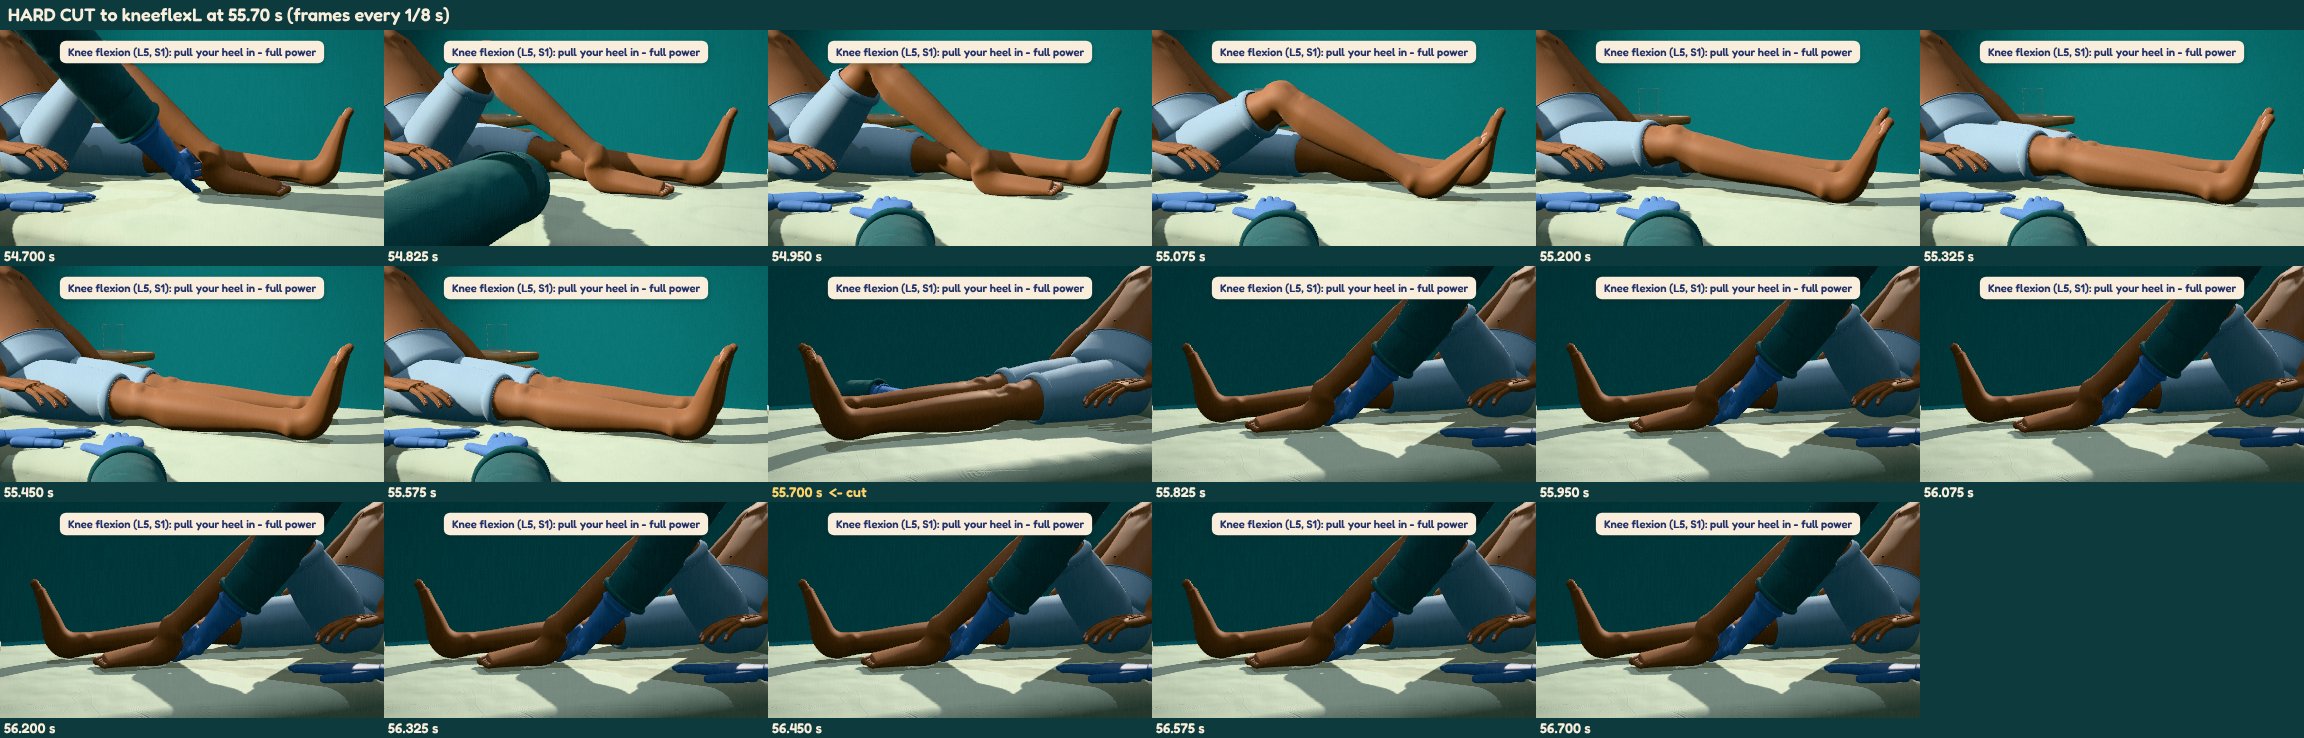 HARD CUT to kneeflexL at 55.70 s (frames every 1/8 s)
Knee flexion (L5, S1): pull your heel in - full power
Knee flexion (L5, S1): pull your heel in - full power
Knee flexion (L5, S1): pull your heel in - full power
Knee flexion (L5, S1): pull your heel in - full power
Knee flexion (L5, S1): pull your heel in - full power
Knee flexion (L5, S1): pull your heel in - full power
54.700 s
54.825 s
54.950 s
55.075 s
55.200 s
55.325 s
Knee flexion (L5, S1): pull your heel in - full power
Knee flexion (L5, S1): pull your heel in - full power
Knee flexion (L5, S1): pull your heel in - full power
Knee flexion (L5, S1): pull your heel in - full power
Knee flexion (L5, S1): pull your heel in - full power
Knee flexion (L5, S1): pull your heel in - full power
55.450 s
55.575 s
55.700 s <- cut
55.825 s
55.950 s
56.075 s
Knee flexion (L5, S1): pull your heel in - full power
Knee flexion (L5, S1): pull your heel in - full power
Knee flexion (L5, S1): pull your heel in - full power
Knee flexion (L5, S1): pull your heel in - full power
Knee flexion (L5, S1): pull your heel in - full power
56.200 s
56.325 s
56.450 s
56.575 s
56.700 s